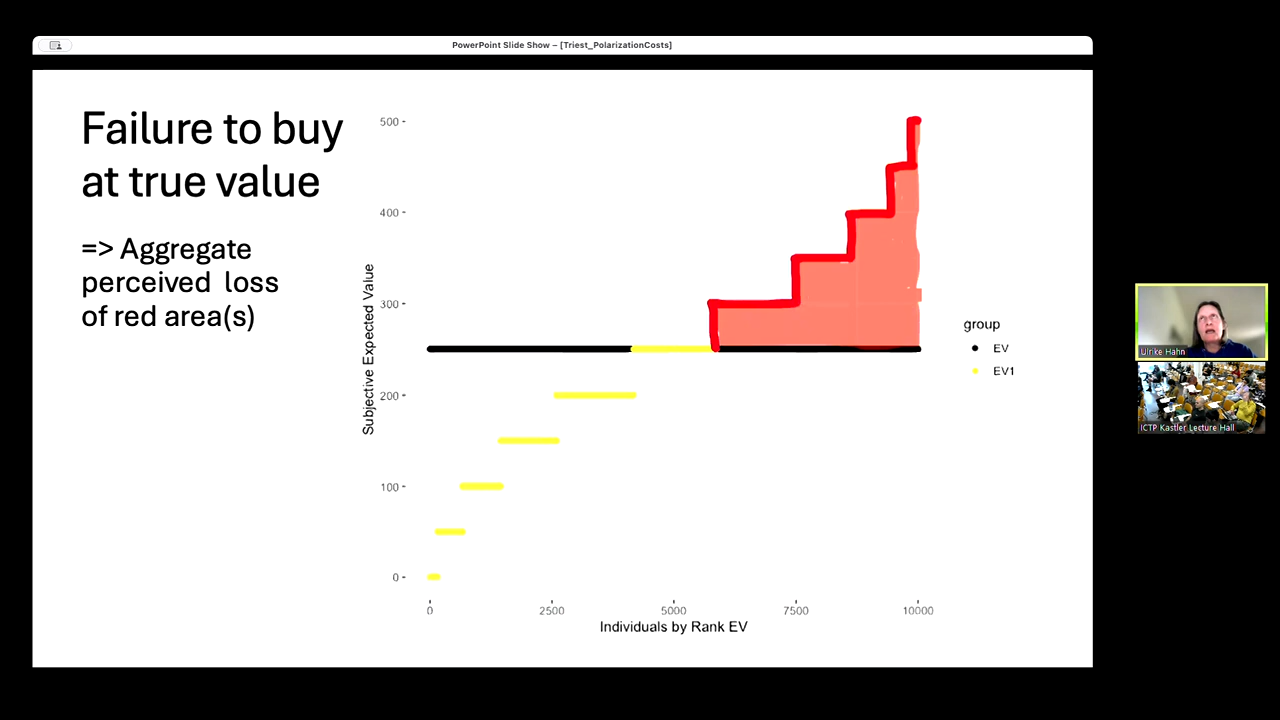 PowerPoint Slide Show – [Triest_PolarizationCosts]
Failure to buy
at true value
=> Aggregate
perceived loss
of red area(s)
500
400
300
200
100
0
Subjective Expected Value
0 2500 5000 7500 10000
Individuals by Rank EV
group
EV
EV1
Ulrike Hahn
ICTP Kastler Lecture Hall